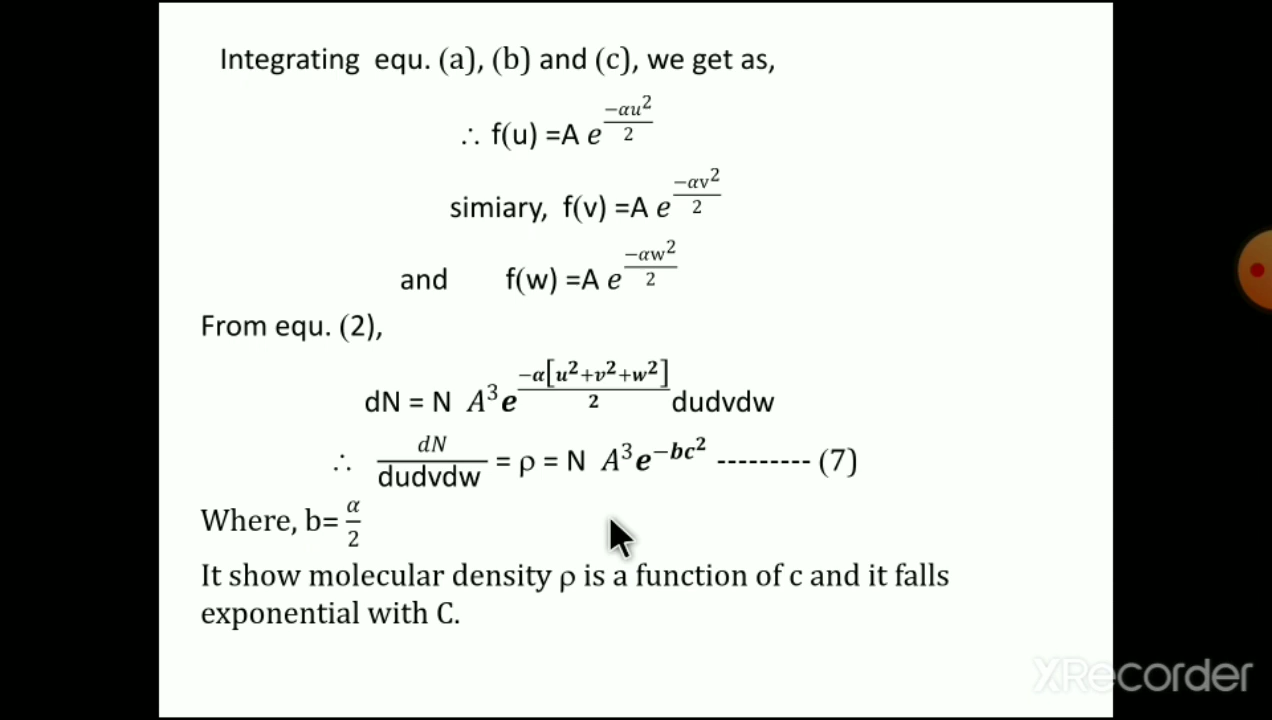 Integrating equ. (a), (b) and (c), we get as,
∴ f(u) =A e^(−αu²/2)
simiary, f(v) =A e^(−αv²/2)
and f(w) =A e^(−αw²/2)
From equ. (2),
dN = N A³e^(−α[u²+v²+w²]/2) dudvdw
∴ dN/dudvdw = ρ = N A³e^(−bc²) --------- (7)
Where, b= α/2
It show molecular density ρ is a function of c and it falls
exponential with C.
XRecorder